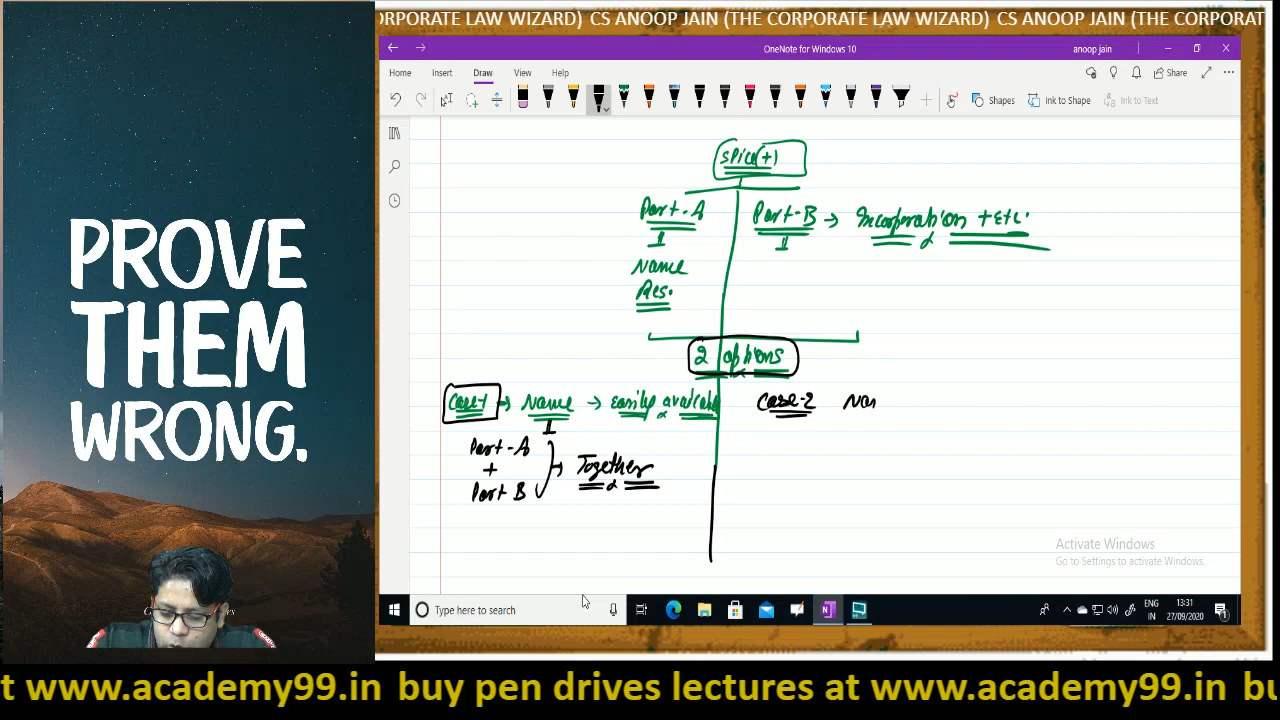 ORPORATE LAW WIZARD) CS ANOOP JAIN (THE CORPORATE LAW WIZARD) CS ANOOP JAIN (THE CORPORAT
PROVE
THEM
WRONG.
OneNote for Windows 10
anoop jain
Home Insert Draw View Help
Share
Shapes
Ink to Shape
Ink to Text
SPice(+)
Part-A
Part-B → Incorporation + Etc.
Name
Res.
2 options
Case-1 → Name → easily available
Case-2 Nam
Part-A
+
Part B
→ Together
Activate Windows
Go to Settings to activate Windows.
Type here to search
ENG
IN
13:31
27/09/2020
t www.academy99.in buy pen drives lectures at www.academy99.in bu